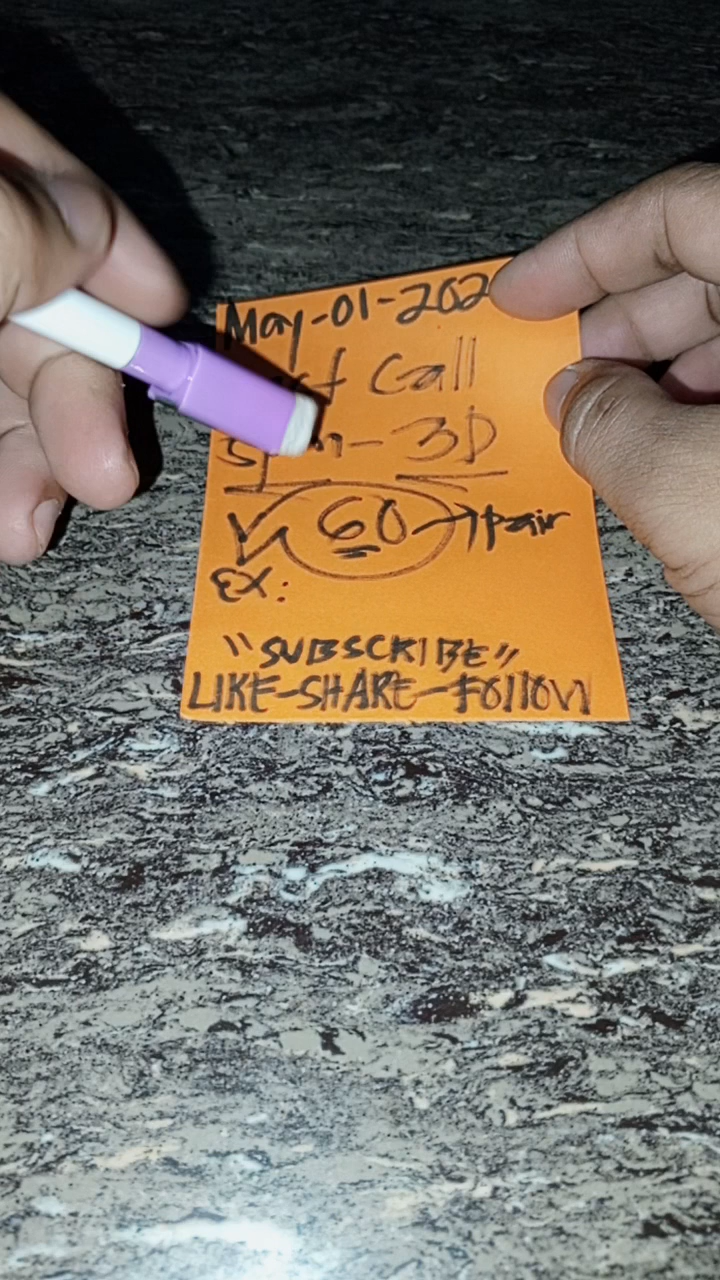 May-01-202
Call
3D
60 → pair
EX:
"SUBSCRIBE"
LIKE-SHARE-FOllOW